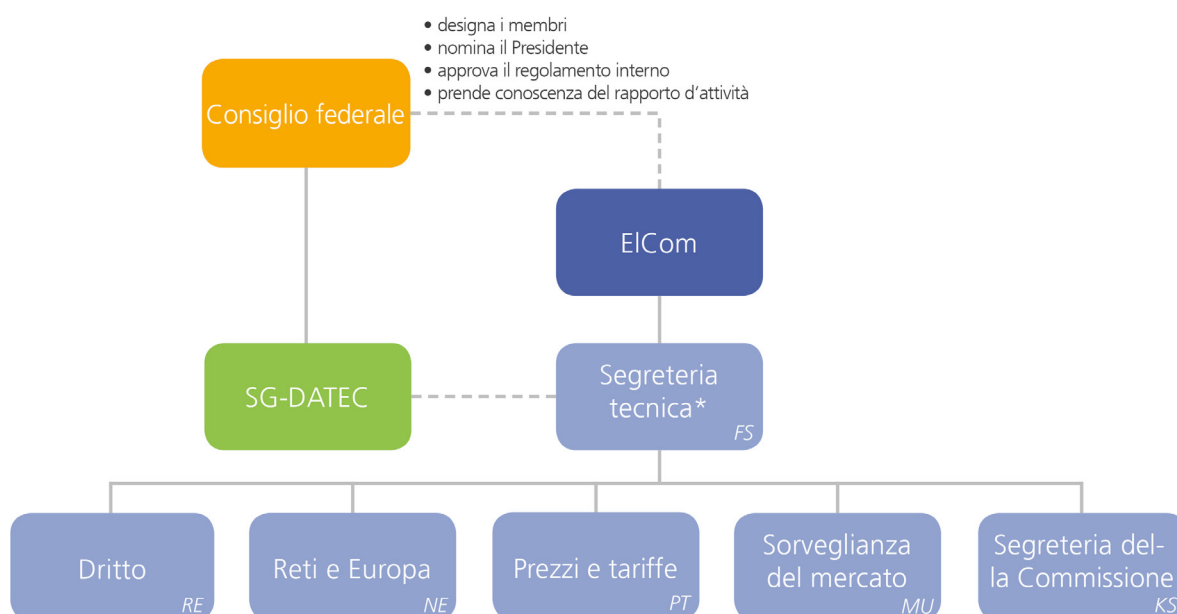 • designa i membri
• nomina il Presidente
• approva il regolamento interno
• prende conoscenza del rapporto d'attività
Consiglio federale
ElCom
SG-DATEC
Segreteria
tecnica*
FS
Dritto
RE
Reti e Europa
NE
Prezzi e tariffe
PT
Sorveglianza
del mercato
MU
Segreteria del-
la Commissione
KS